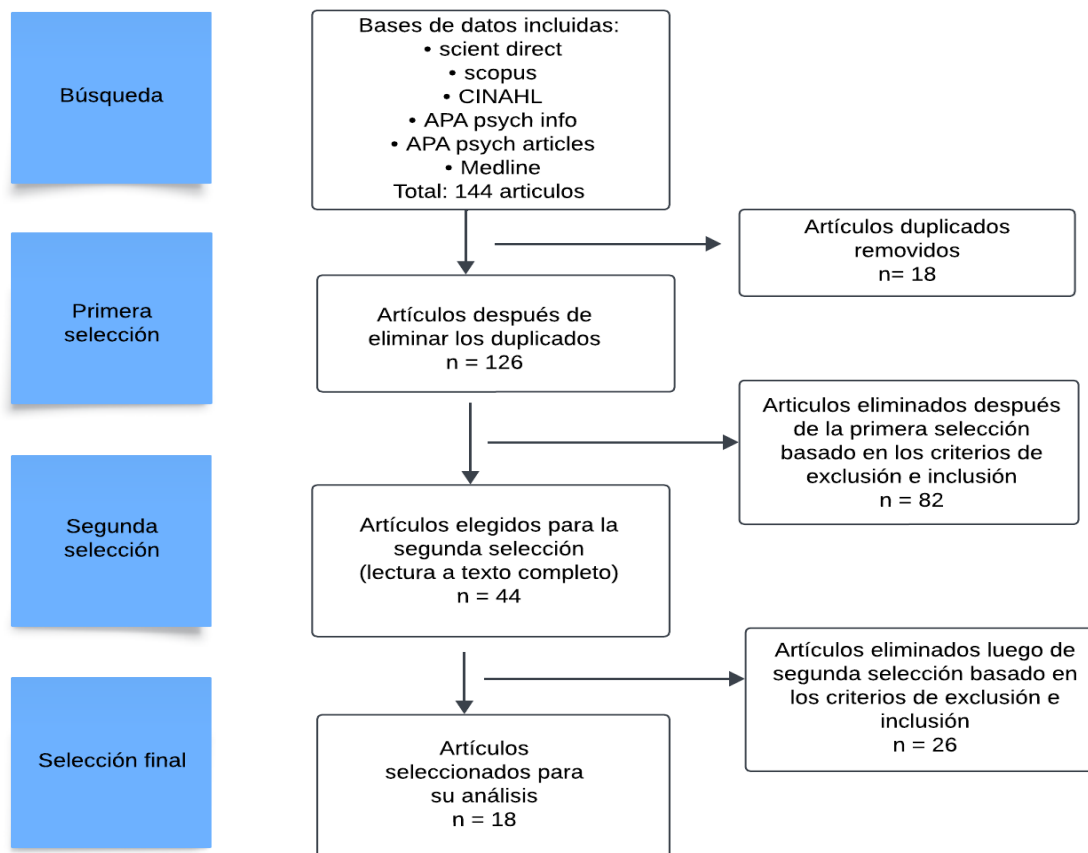 Búsqueda
Bases de datos incluidas:
• scient direct
• scopus
• CINAHL
• APA psych info
• APA psych articles
• Medline
Total: 144 articulos
Artículos duplicados
removidos
n= 18
Primera
selección
Artículos después de
eliminar los duplicados
n = 126
Articulos eliminados después
de la primera selección
basado en los criterios de
exclusión e inclusión
n = 82
Segunda
selección
Artículos elegidos para la
segunda selección
(lectura a texto completo)
n = 44
Artículos eliminados luego de
segunda selección basado en
los criterios de exclusión e
inclusión
n = 26
Selección final
Artículos
seleccionados para
su análisis
n = 18